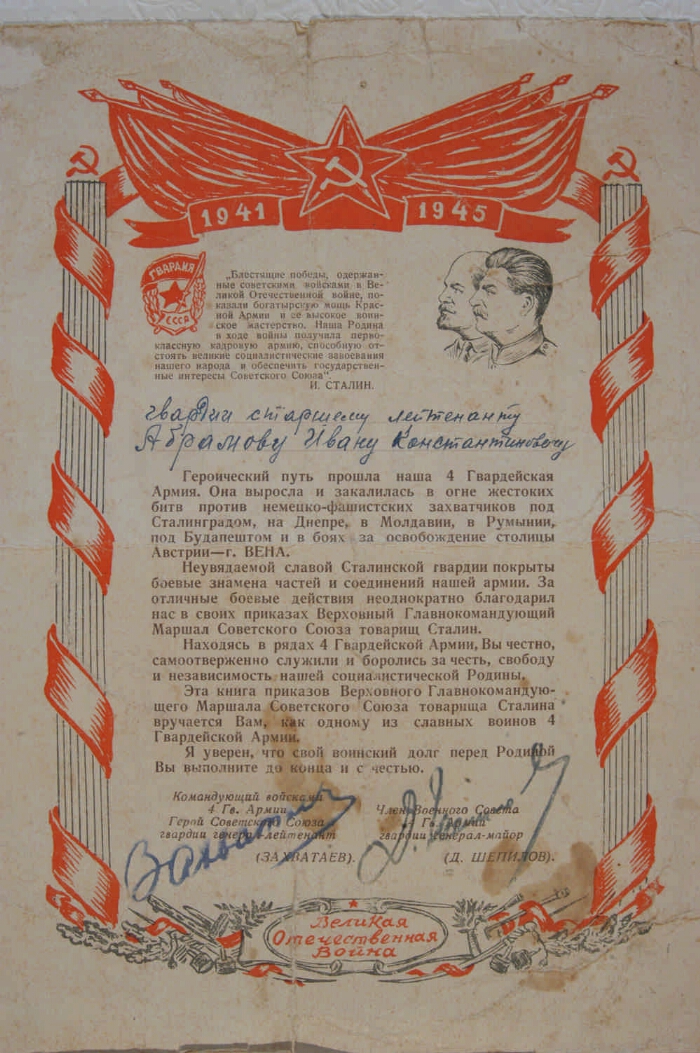 1941 1945
ГВАРДИЯ
СССР
„Блестящие победы, одержан-
ные советскими войсками в Ве-
ликой Отечественной войне, по-
казали богатырскую мощь Крас-
ной Армии и ее высокое воин-
ское мастерство. Наша Родина
в ходе войны получила перво-
классную кадровую армию, способную от-
стоять великие социалистические завоевания
нашего народа и обеспечить государствен-
ные интересы Советского Союза".
И. СТАЛИН.
гвардии старшему лейтенанту
Абрамову Ивану Константиновичу
Героический путь прошла наша 4 Гвардейская
Армия. Она выросла и закалилась в огне жестоких
битв против немецко-фашистских захватчиков под
Сталинградом, на Днепре, в Молдавии, в Румынии,
под Будапештом и в боях за освобождение столицы
Австрии—г. ВЕНА.
Неувядаемой славой Сталинской гвардии покрыты
боевые знамена частей и соединений нашей армии. За
отличные боевые действия неоднократно благодарил
нас в своих приказах Верховный Главнокомандующий
Маршал Советского Союза товарищ Сталин.
Находясь в рядах 4 Гвардейской Армии, Вы честно,
самоотверженно служили и боролись за честь, свободу
и независимость нашей социалистической Родины.
Эта книга приказов Верховного Главнокомандую-
щего Маршала Советского Союза товарища Сталина
вручается Вам, как одному из славных воинов 4
Гвардейской Армии.
Я уверен, что свой воинский долг перед Родиной
Вы выполните до конца и с честью.
Командующий войсками
4 Гв. Армии
Герой Советского Союза
гвардии генерал-лейтенант
(ЗАХВАТАЕВ).
Захватаев
Член Военного Совета
4 Гв. Армии
гвардии генерал-майор
(Д. ШЕПИЛОВ).
Великая
Отечественная
Война